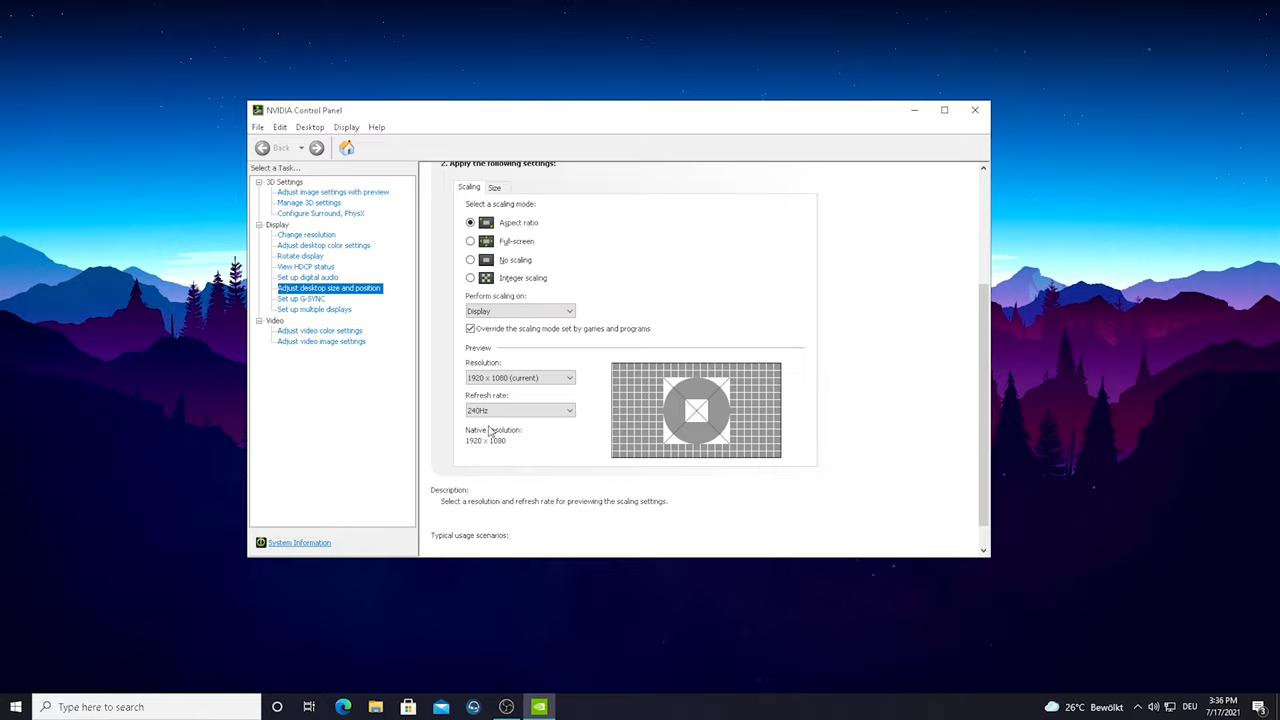 NVIDIA Control Panel
File Edit Desktop Display Help
Back
Select a Task...
3D Settings
Adjust image settings with preview
Manage 3D settings
Configure Surround, PhysX
Display
Change resolution
Adjust desktop color settings
Rotate display
View HDCP status
Set up digital audio
Adjust desktop size and position
Set up G-SYNC
Set up multiple displays
Video
Adjust video color settings
Adjust video image settings
System Information
2. Apply the following settings:
Scaling Size
Select a scaling mode:
Aspect ratio
Full-screen
No scaling
Integer scaling
Perform scaling on:
Display
Override the scaling mode set by games and programs
Preview
Resolution:
1920 x 1080 (current)
Refresh rate:
240Hz
Native resolution:
1920 x 1080
Description:
Select a resolution and refresh rate for previewing the scaling settings.
Typical usage scenarios:
Type here to search
26°C Bewölkt
DEU
3:36 PM
7/17/2021